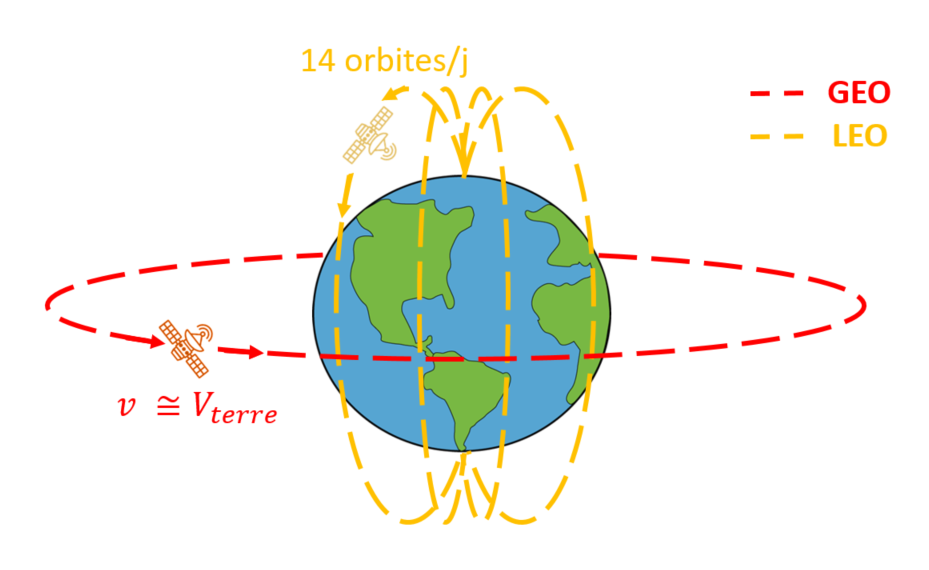 14 orbites/j
GEO
LEO
v ≅ V_terre